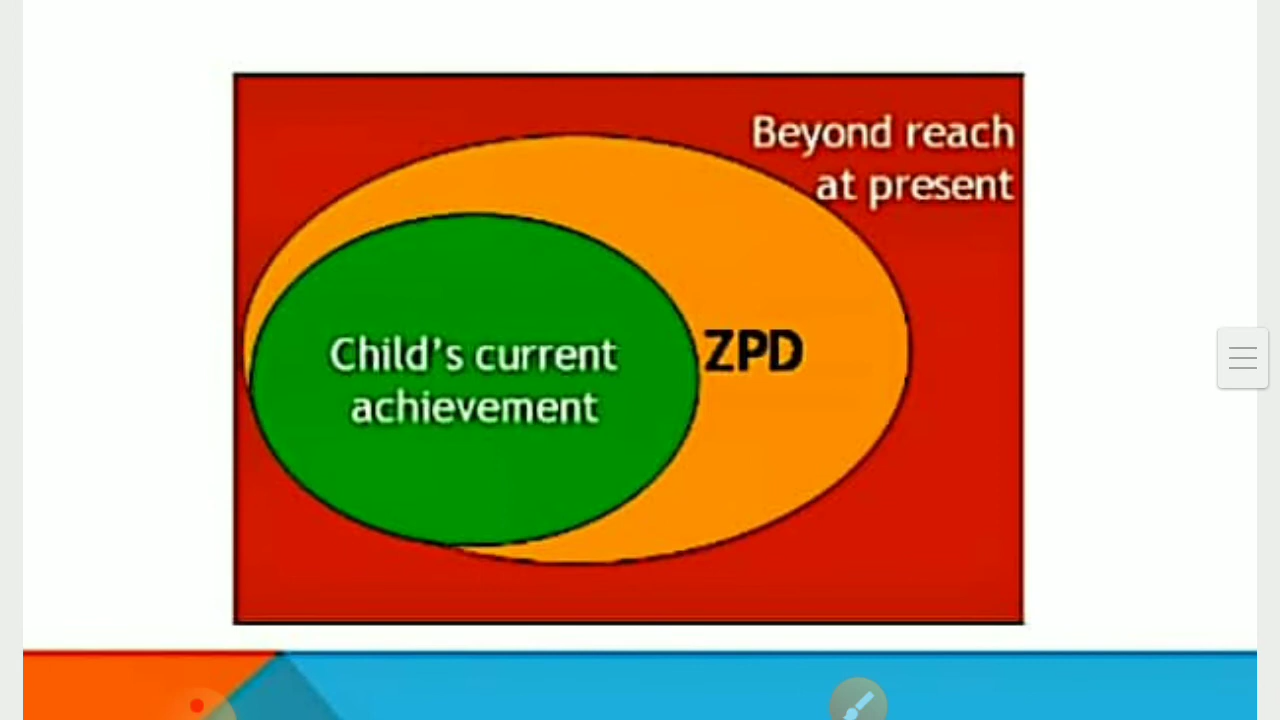 Beyond reach
at present
Child's current
achievement
ZPD